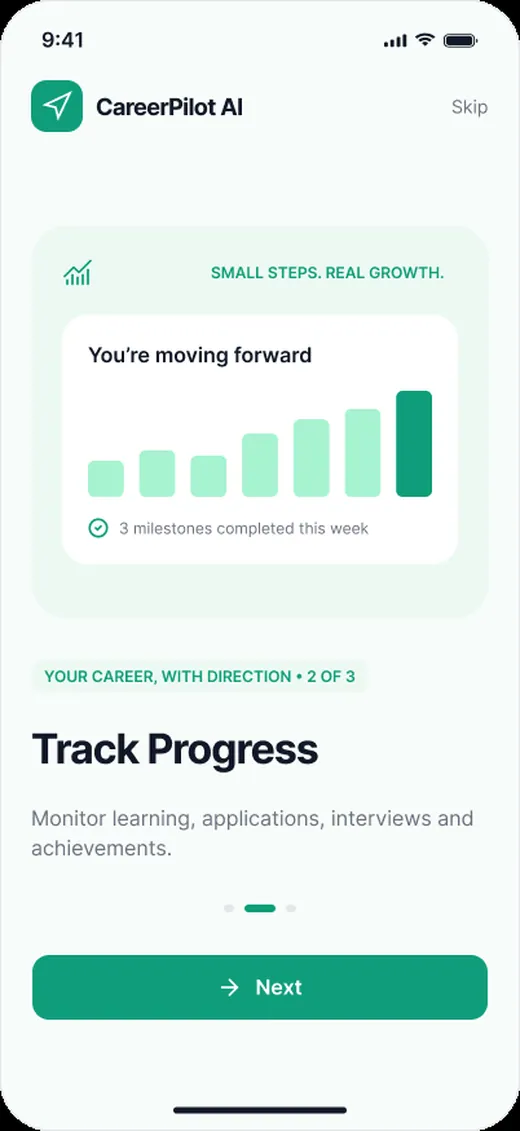 9:41
CareerPilot AI
Skip
SMALL STEPS. REAL GROWTH.
You’re moving forward
3 milestones completed this week
YOUR CAREER, WITH DIRECTION • 2 OF 3
Track Progress
Monitor learning, applications, interviews and
achievements.
Next